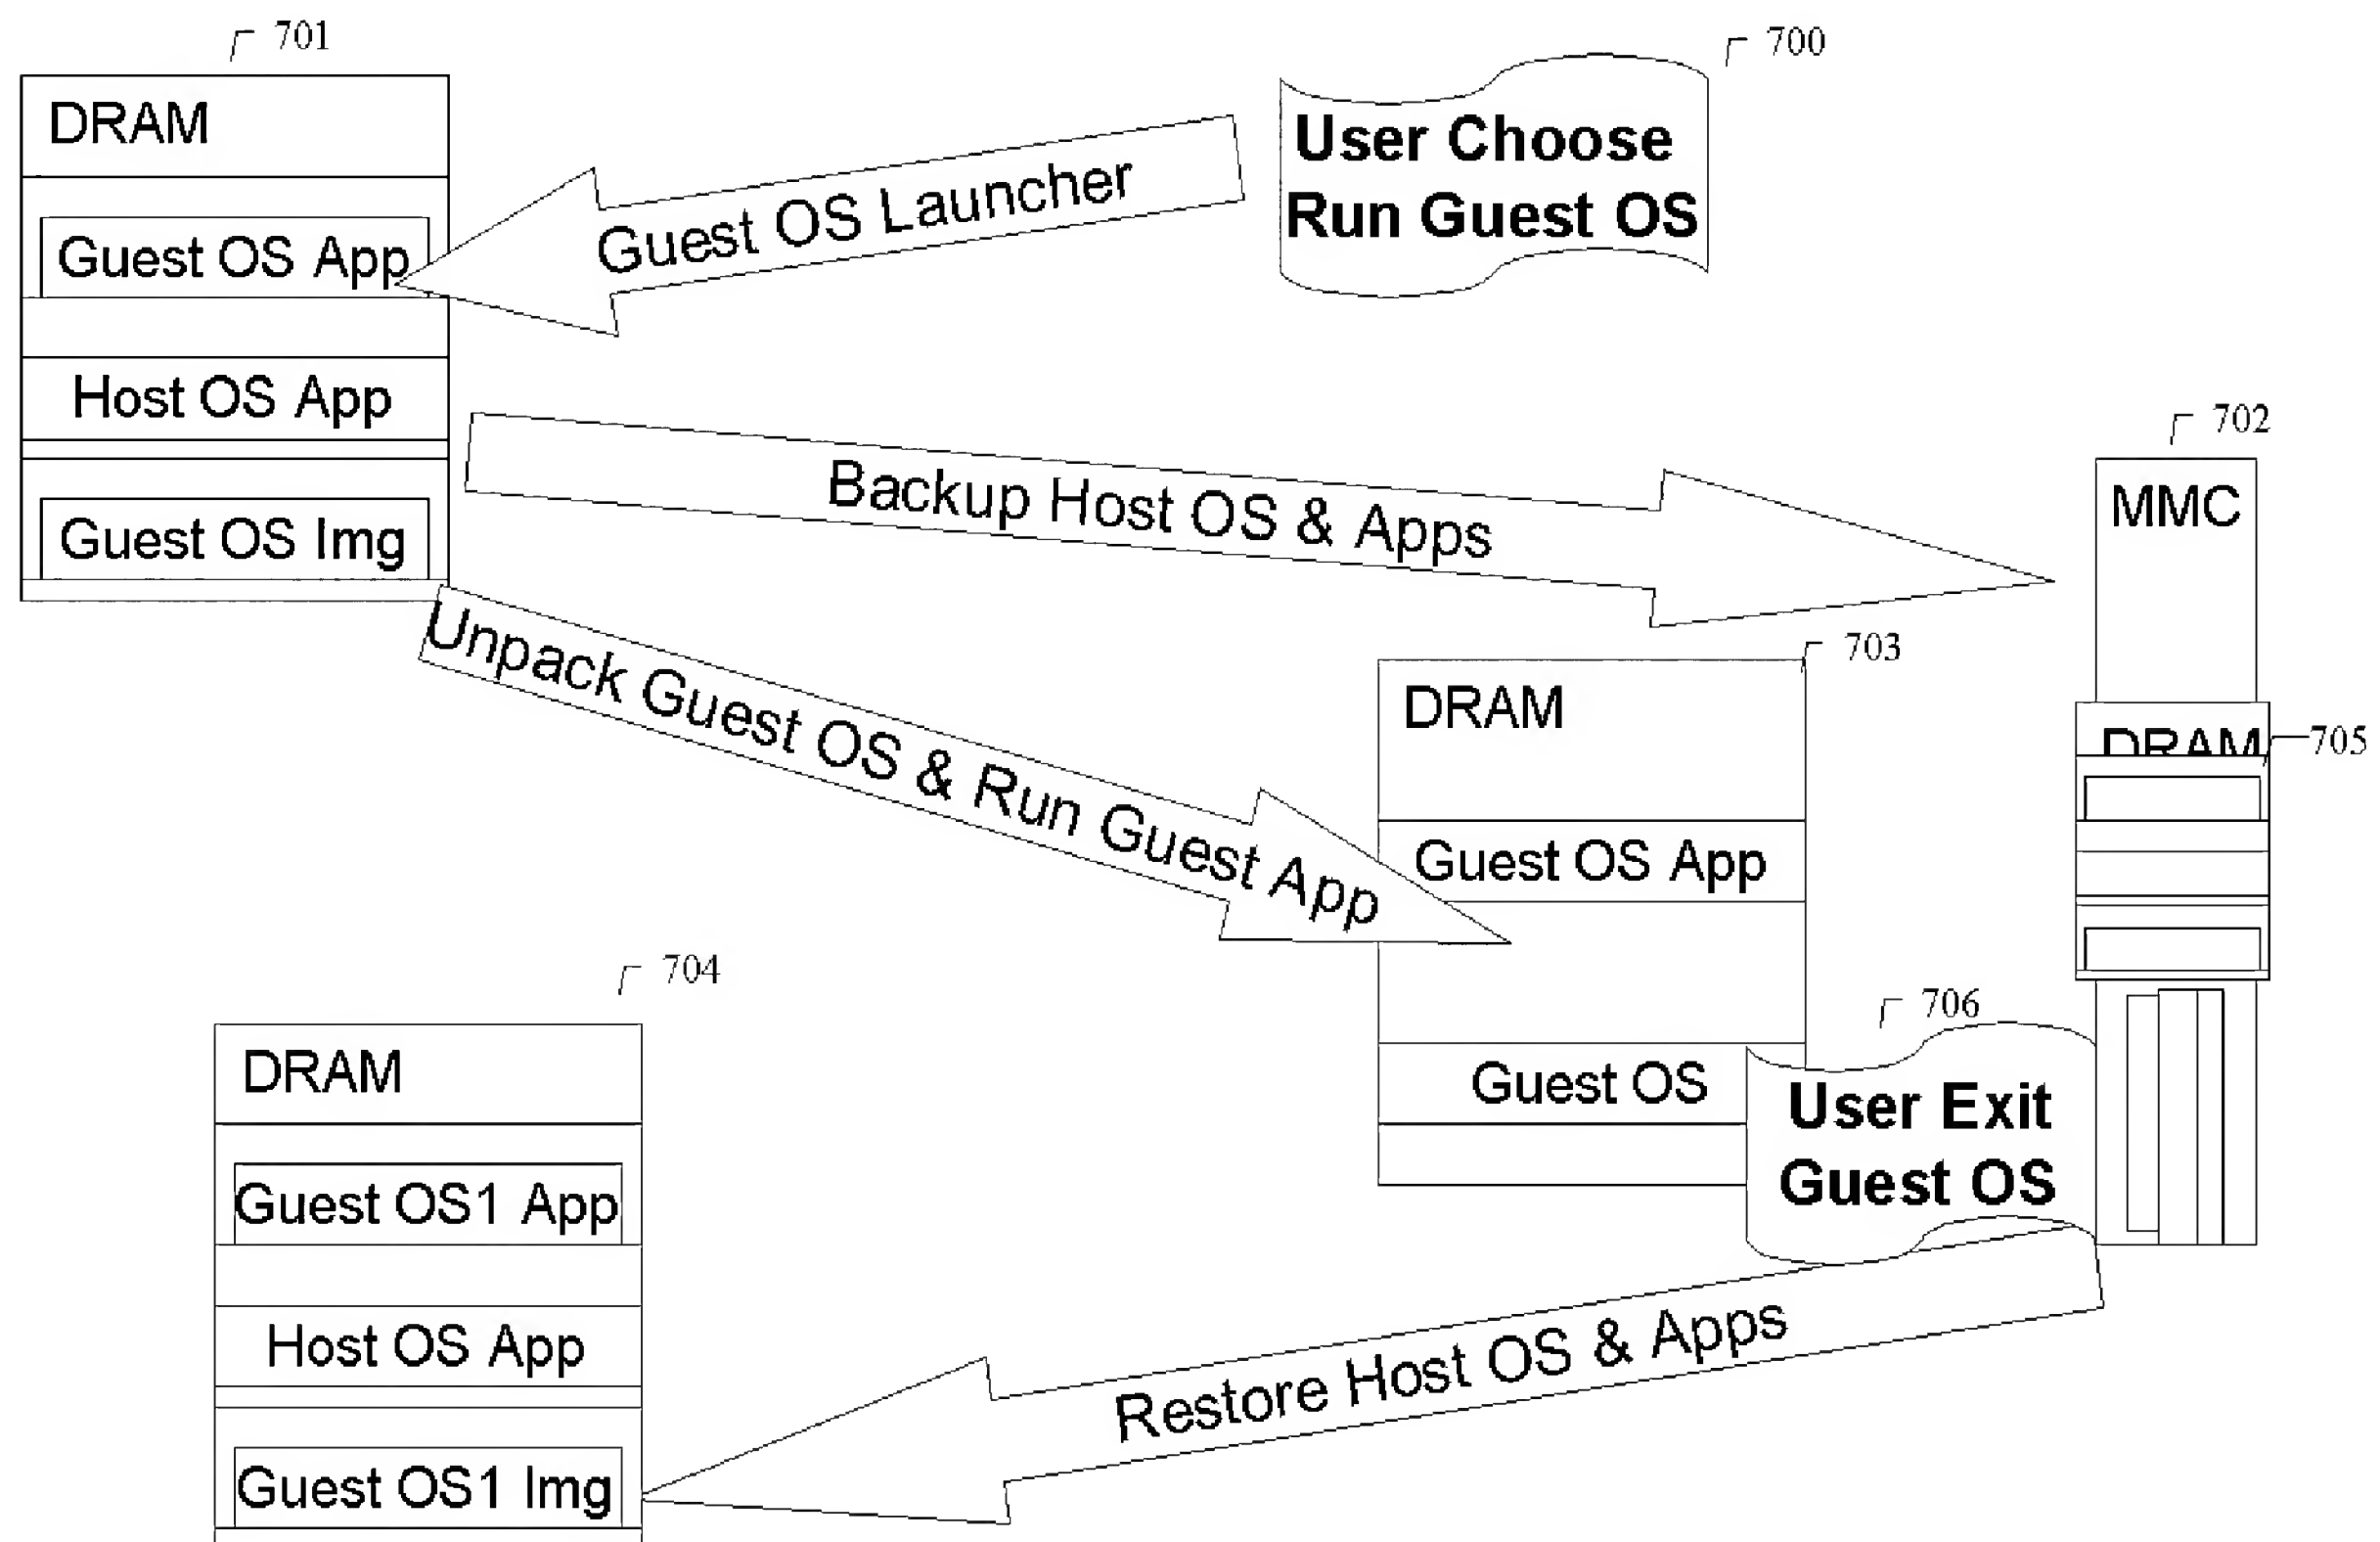 701
DRAM
Guest OS App
Host OS App
Guest OS Img
700
User Choose
Run Guest OS
Guest OS Launcher
Backup Host OS & Apps
702
MMC
Unpack Guest OS & Run Guest App
703
DRAM
Guest OS App
Guest OS
DRAM
705
706
User Exit
Guest OS
704
DRAM
Guest OS1 App
Host OS App
Guest OS1 Img
Restore Host OS & Apps